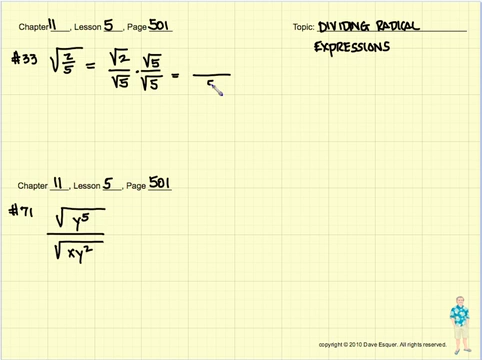 Chapter 11, Lesson 5, Page 501
Topic: DIVIDING RADICAL
EXPRESSIONS
#33 √(2/5) = √2/√5 · √5/√5 = /5
Chapter 11, Lesson 5, Page 501
#71 √(y⁵)/√(xy²)
copyright © 2010 Dave Esquer. All rights reserved.